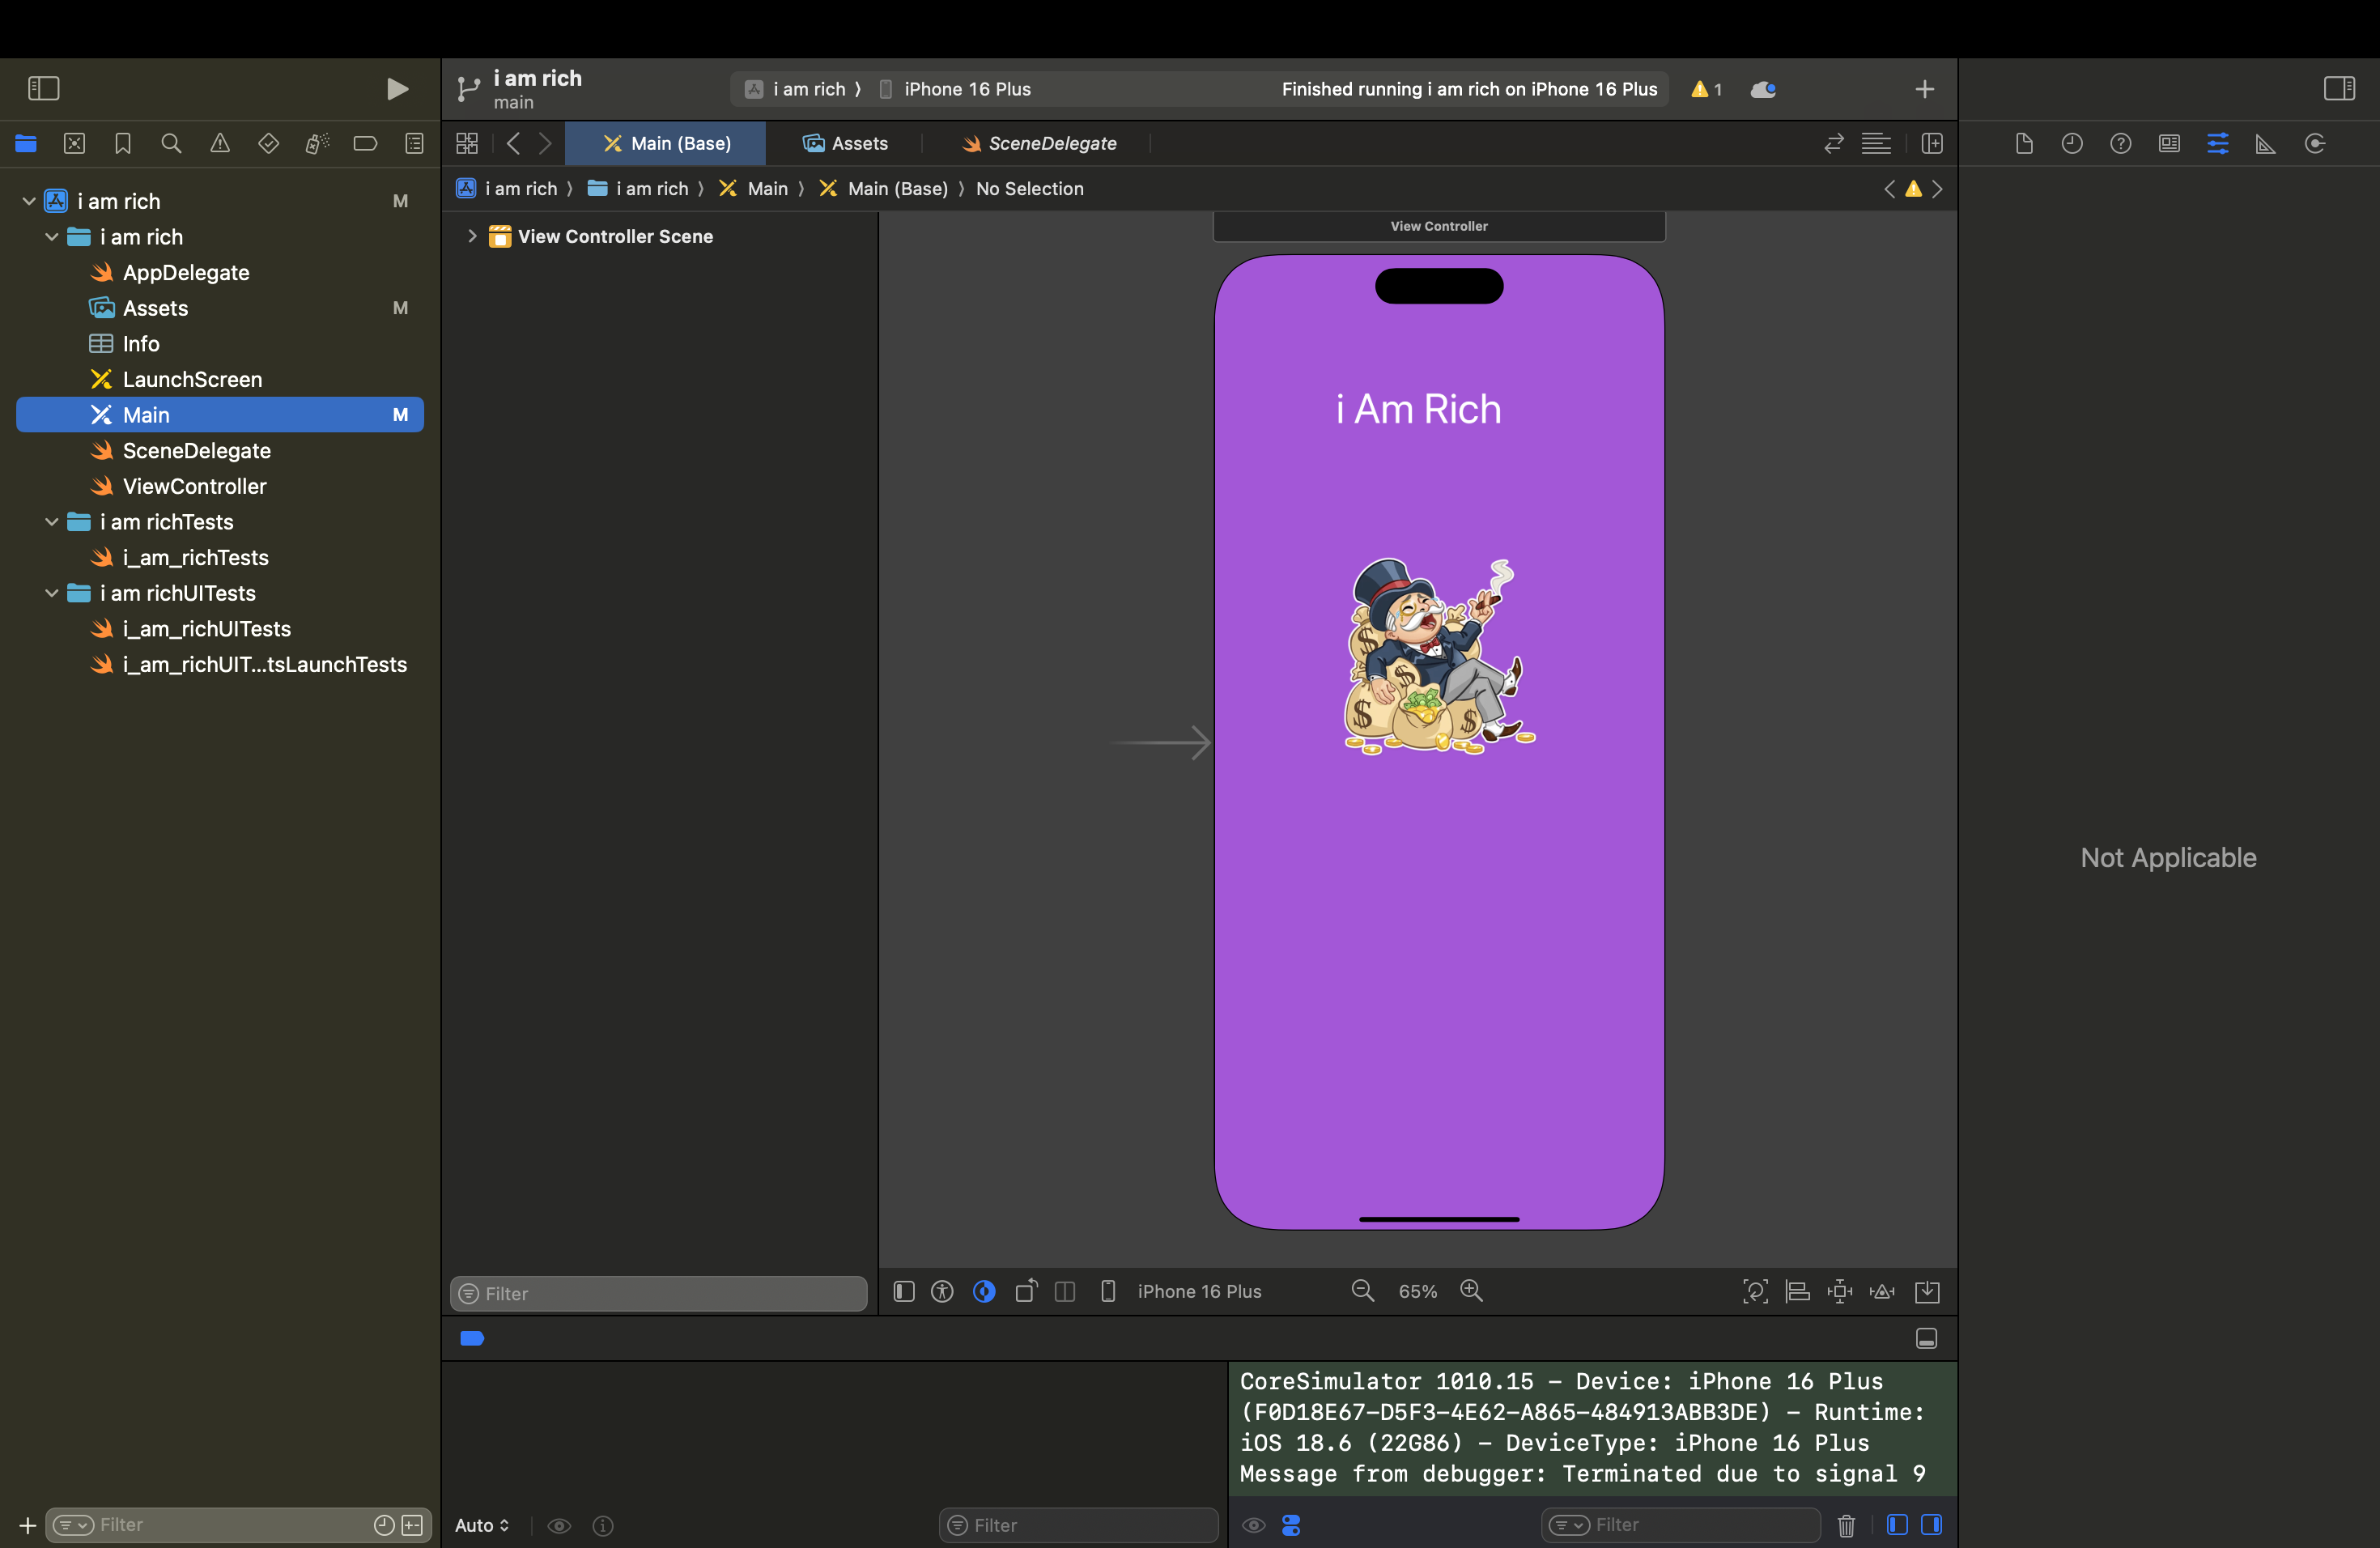 i am rich
main
i am rich ⟩ iPhone 16 Plus
Finished running i am rich on iPhone 16 Plus
1
Main (Base)
Assets
SceneDelegate
i am rich ⟩ i am rich ⟩ Main ⟩ Main (Base) ⟩ No Selection
i am rich M
i am rich
AppDelegate
Assets M
Info
LaunchScreen
Main M
SceneDelegate
ViewController
i am richTests
i_am_richTests
i am richUITests
i_am_richUITests
i_am_richUIT...tsLaunchTests
Filter
View Controller Scene
Filter
View Controller
i Am Rich
$
$
$
$
iPhone 16 Plus
65%
Not Applicable
Auto
Filter
CoreSimulator 1010.15 – Device: iPhone 16 Plus
(F0D18E67-D5F3-4E62-A865-484913ABB3DE) – Runtime:
iOS 18.6 (22G86) – DeviceType: iPhone 16 Plus
Message from debugger: Terminated due to signal 9
Filter